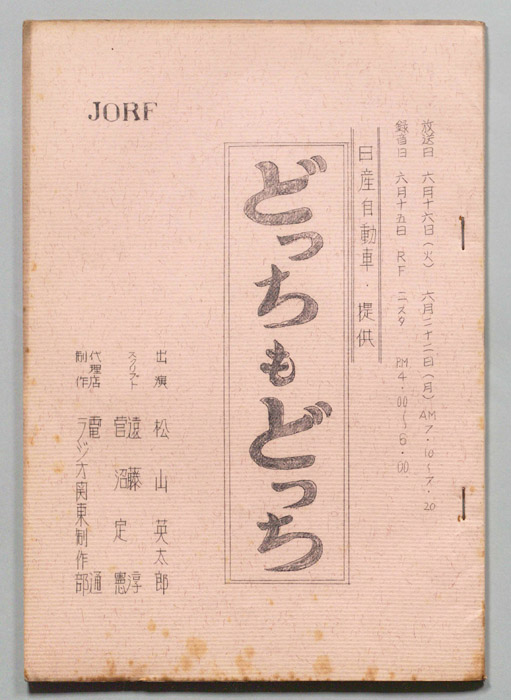 放送日 六月十六日(火) 六月二十二日(月) AM7.10~7.20
録音日 六月十五日 RF 二スタ PM4.00~6.00
日産自動車・提供
どっちもどっち
JORF
出演 松山英太郎
スクリプト 遠藤淳
菅沼定憲
代理店 電通
制作 ラジオ関東制作部